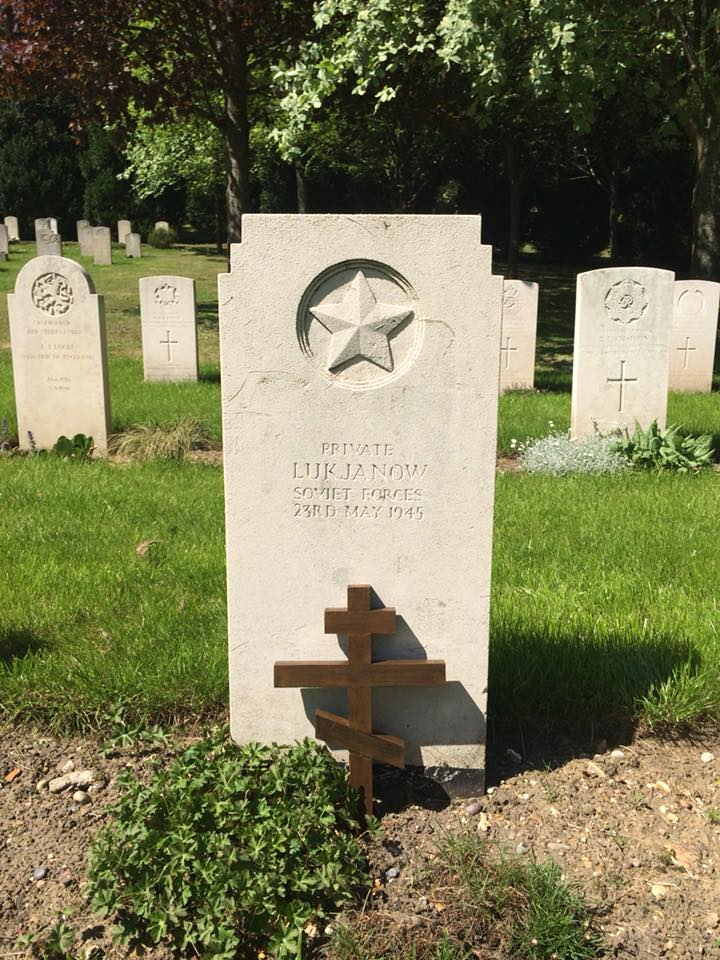 PRIVATE
LUKJANOW
SOVIET FORCES
23RD MAY 1945